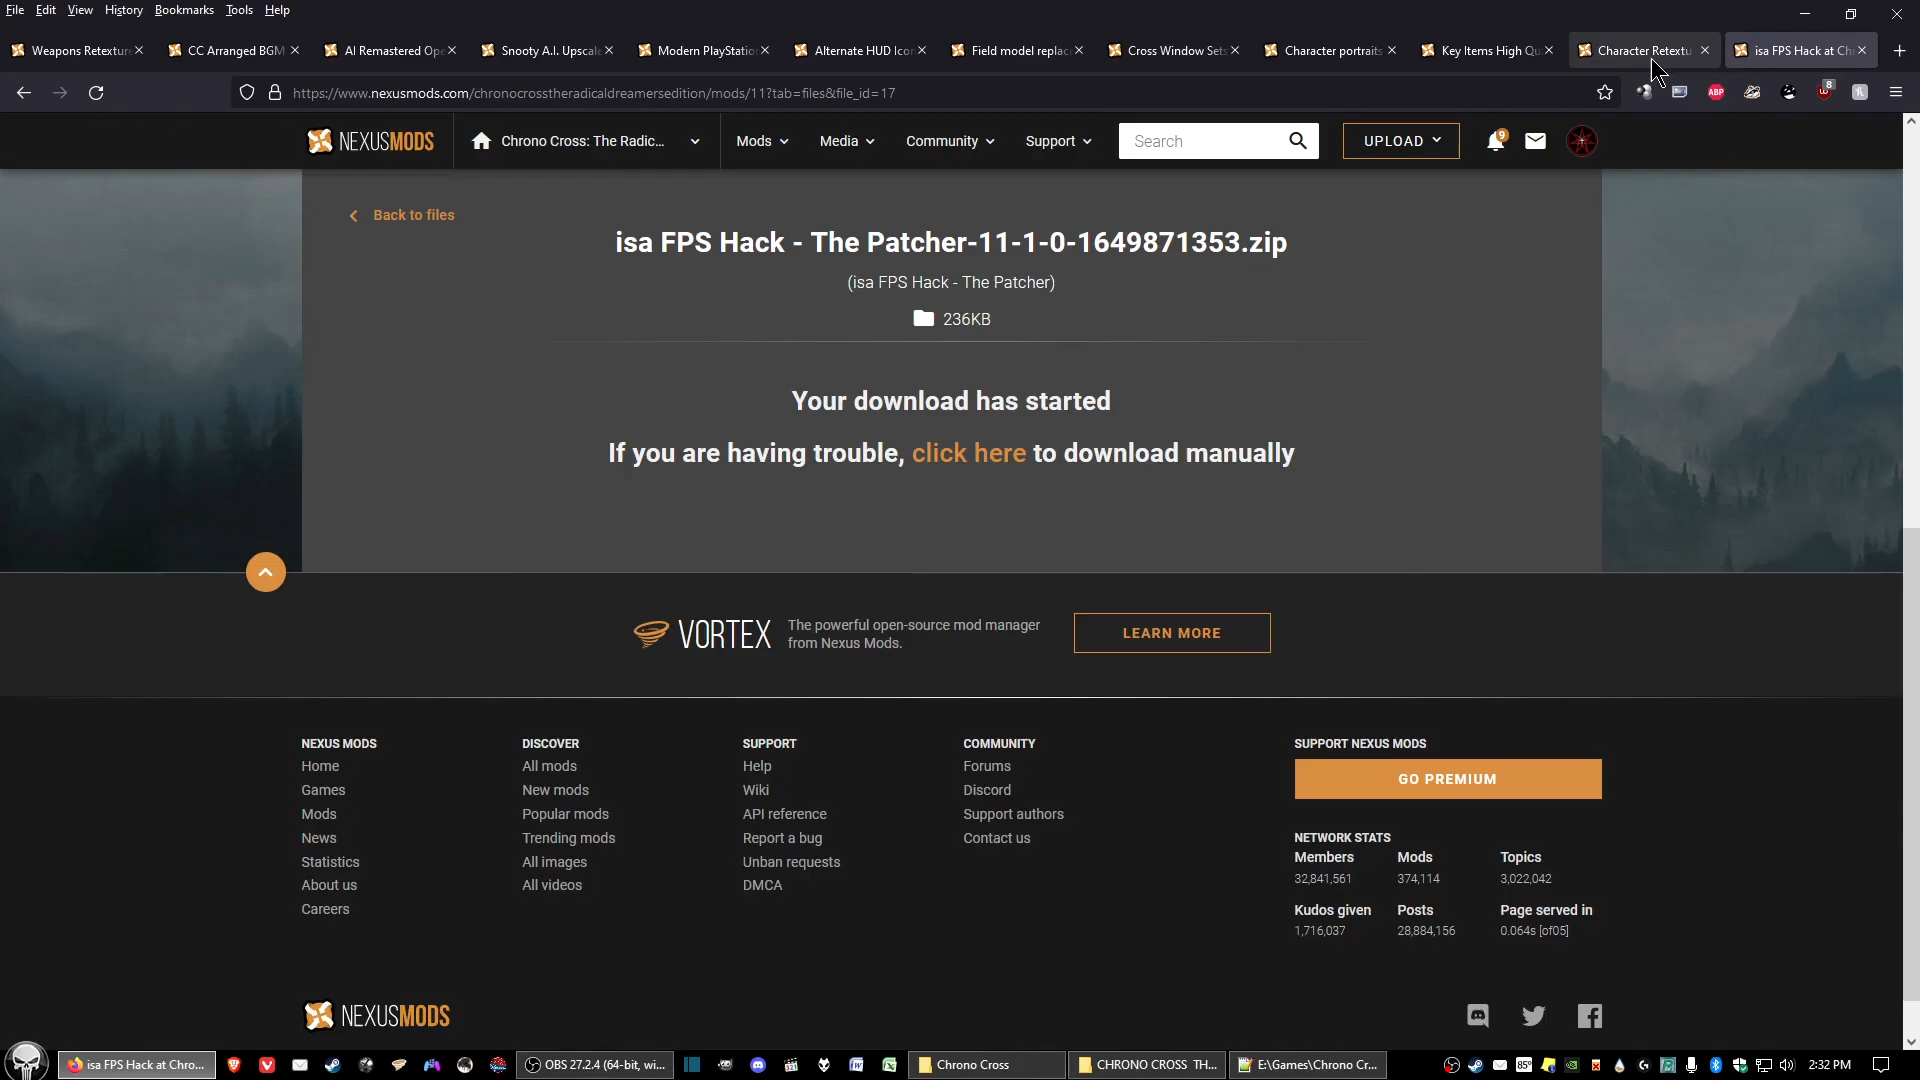 File Edit View History Bookmarks Tools Help
Weapons Retexture CC Arranged BGM AI Remastered Ope Snooty A.I. Upscale Modern PlayStatio Alternate HUD Icon Field model replac Cross Window Sets Character portraits Key Items High Qu Character Retextu isa FPS Hack at Ch
https://www.nexusmods.com/chronocrosstheradicaldreamersedition/mods/11?tab=files&file_id=17
ABP
8
NEXUSMODS Chrono Cross: The Radic... Mods Media Community Support Search UPLOAD 9
Back to files
isa FPS Hack - The Patcher-11-1-0-1649871353.zip
(isa FPS Hack - The Patcher)
236KB
Your download has started
If you are having trouble, click here to download manually
VORTEX
The powerful open-source mod manager
from Nexus Mods.
LEARN MORE
NEXUS MODS
Home
Games
Mods
News
Statistics
About us
Careers
DISCOVER
All mods
New mods
Popular mods
Trending mods
All images
All videos
SUPPORT
Help
Wiki
API reference
Report a bug
Unban requests
DMCA
COMMUNITY
Forums
Discord
Support authors
Contact us
SUPPORT NEXUS MODS
GO PREMIUM
NETWORK STATS
Members Mods Topics
32,841,561 374,114 3,022,042
Kudos given Posts Page served in
1,716,037 28,884,156 0.064s [of05]
NEXUSMODS
isa FPS Hack at Chro... OBS 27.2.4 (64-bit, wi... Chrono Cross CHRONO CROSS TH... E:\Games\Chrono Cr... 85° 2:32 PM